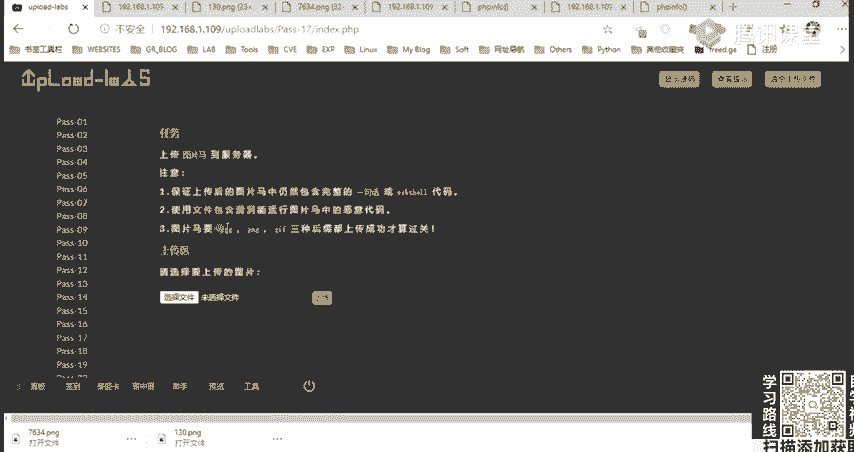 upload-labs
192.168.1.109
130.png (23
7634.png (32
192.168.1.109
phpinfo()
192.168.1.10
phpinfo()
不安全 192.168.1.109/uploadlabs/Pass-17/index.php
腾讯课堂
书签工具栏 WEBSITES GR_BLOG LAB Tools CVE EXP Linux My Blog Soft 网址导航 Others Python 其他收藏夹 freed.ga 注册
UpLoad-labs
显示源码 查看提示 清空上传文件
Pass-01
Pass-02
Pass-03
Pass-04
Pass-05
Pass-06
Pass-07
Pass-08
Pass-09
Pass-10
Pass-11
Pass-12
Pass-13
Pass-14
Pass-15
Pass-16
Pass-17
Pass-18
Pass-19
任务
上传 图片马 到服务器。
注意：
1.保证上传后的图片马中仍然包含完整的 一句话 或 webshell 代码。
2.使用文件包含漏洞能运行图片马中的恶意代码。
3.图片马要 , .png , .gif 三种后缀都上传成功才算过关！
上传区
请选择要上传的图片：
选择文件 未选择文件
上传
画板 签到 答题卡 画中画 举手 预览 工具
7634.png
打开文件
130.png
打开文件
学习路线
扫描添加获